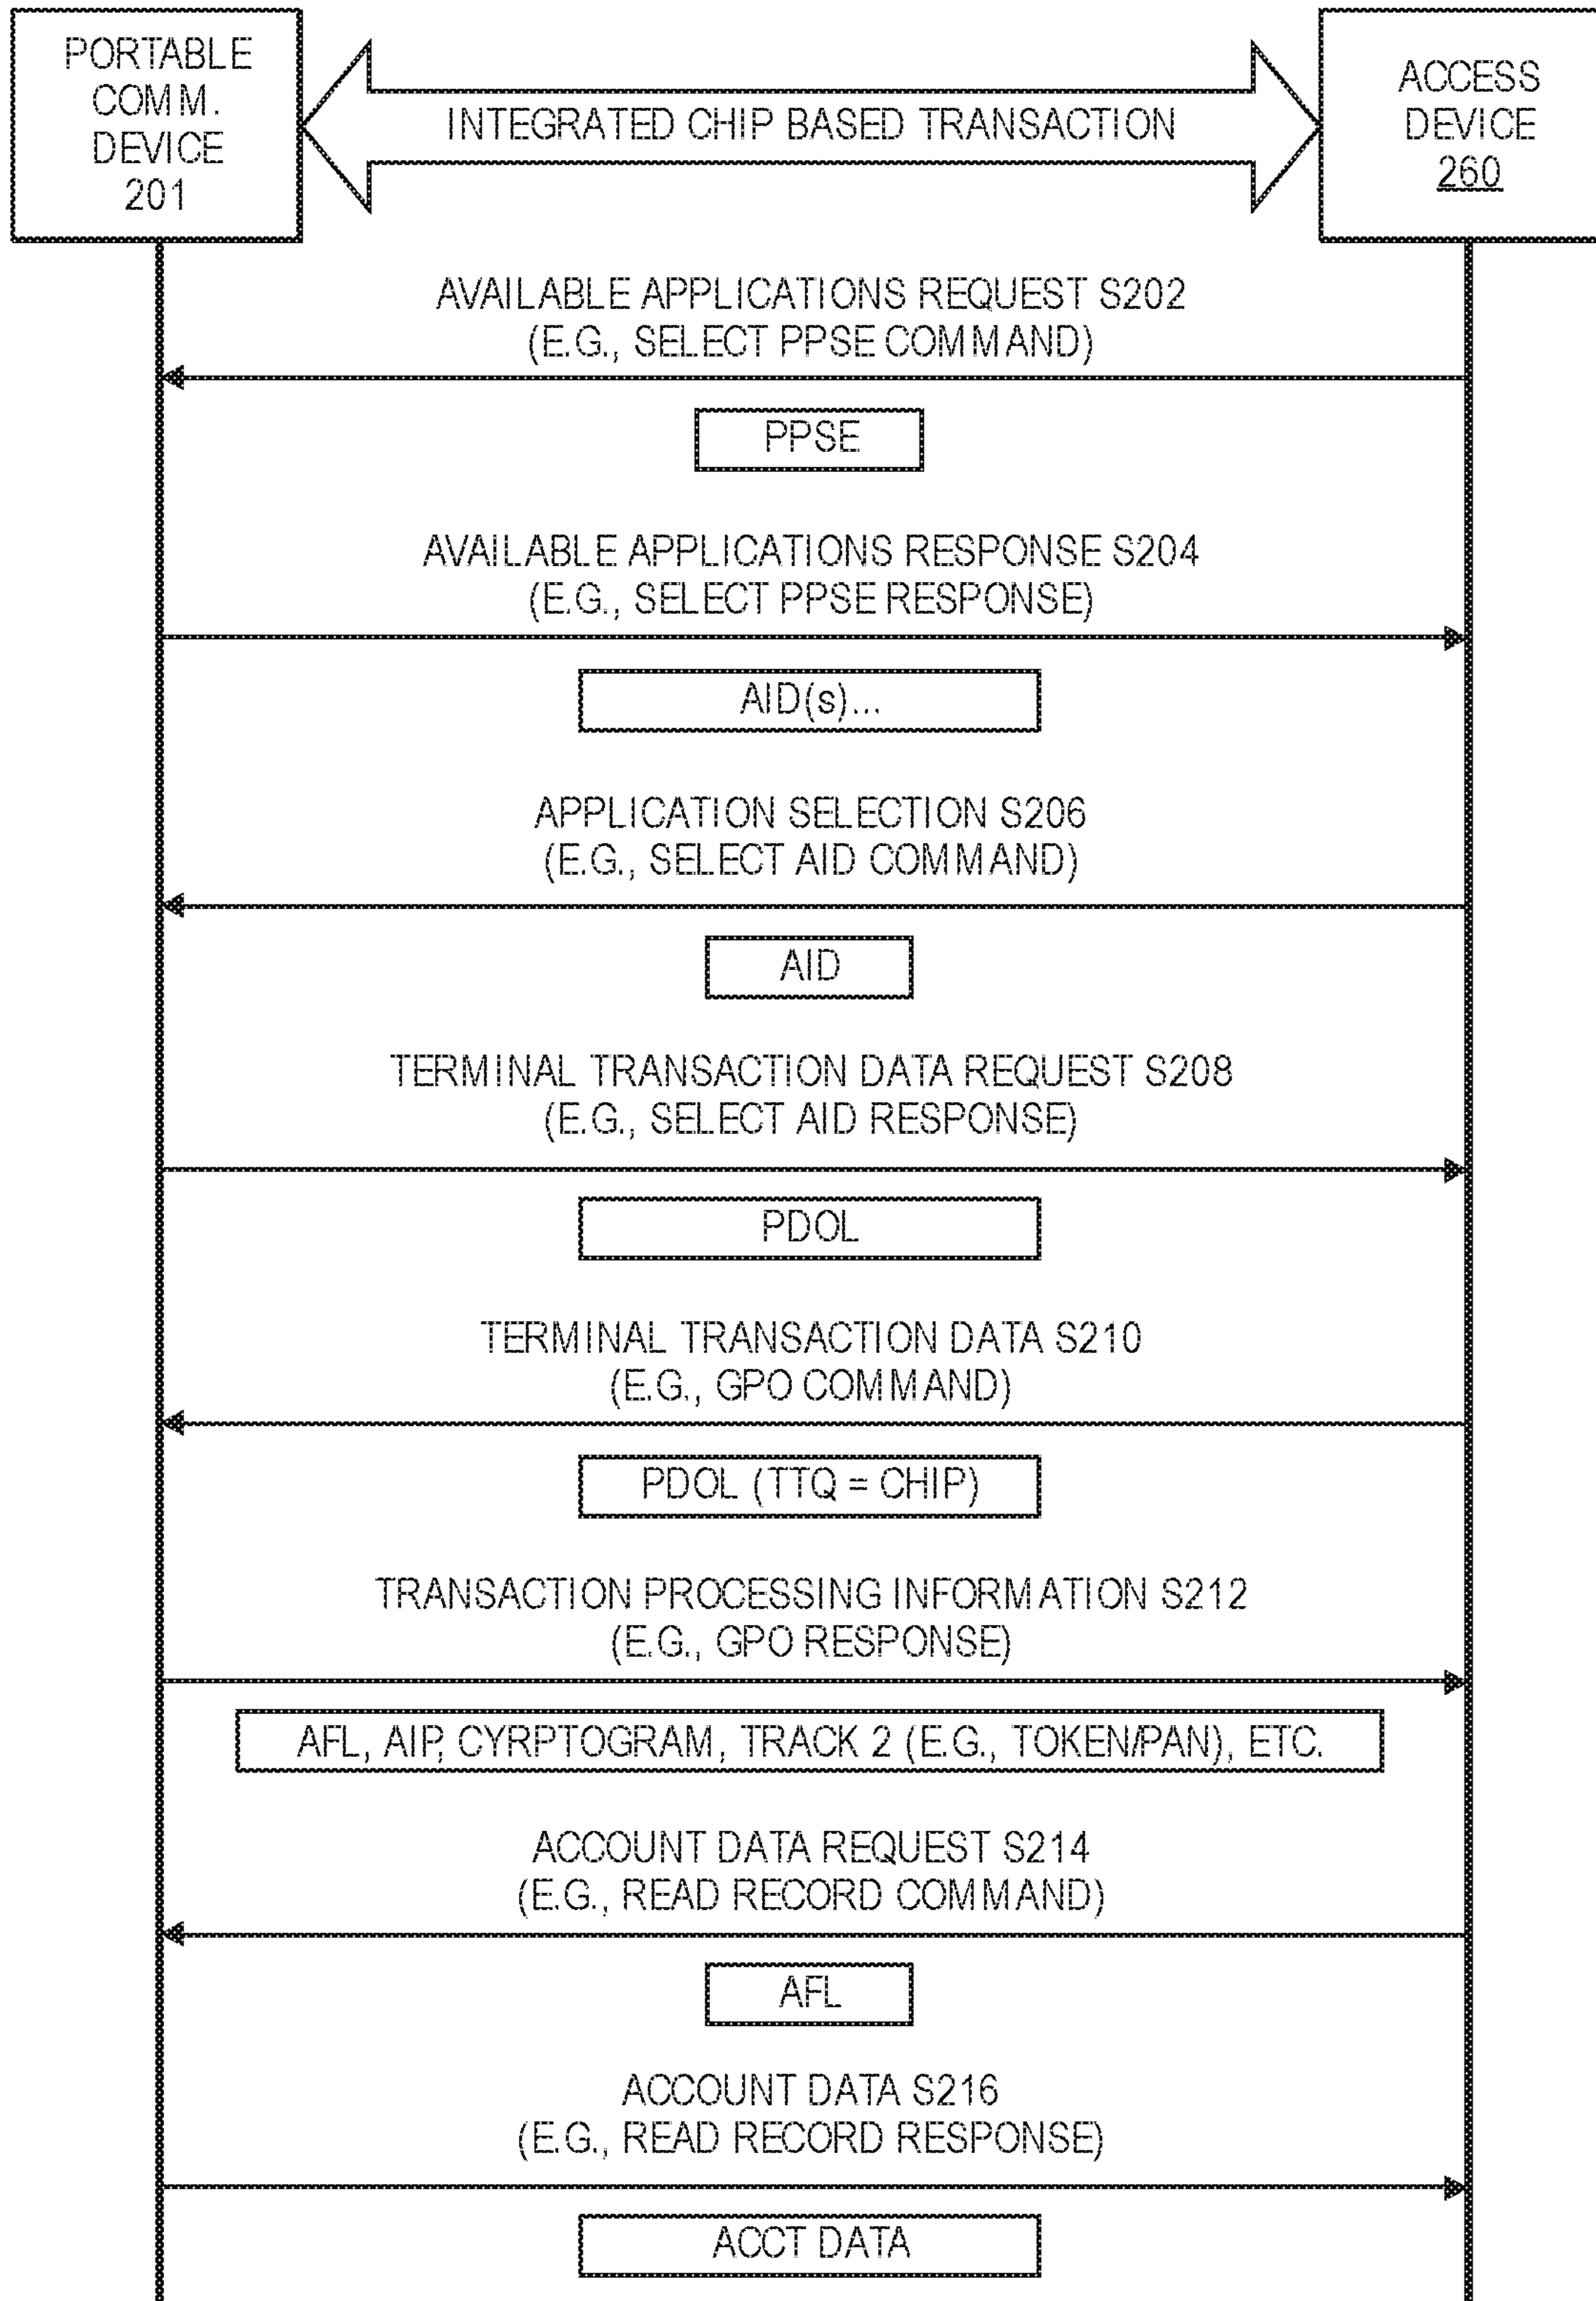 PORTABLE
COMM.
DEVICE
201
INTEGRATED CHIP BASED TRANSACTION
ACCESS
DEVICE
260
AVAILABLE APPLICATIONS REQUEST S202
(E.G., SELECT PPSE COMMAND)
PPSE
AVAILABLE APPLICATIONS RESPONSE S204
(E.G., SELECT PPSE RESPONSE)
AID(s)...
APPLICATION SELECTION S206
(E.G., SELECT AID COMMAND)
AID
TERMINAL TRANSACTION DATA REQUEST S208
(E.G., SELECT AID RESPONSE)
PDOL
TERMINAL TRANSACTION DATA S210
(E.G., GPO COMMAND)
PDOL (TTQ = CHIP)
TRANSACTION PROCESSING INFORMATION S212
(E.G., GPO RESPONSE)
AFL, AIP, CYRPTOGRAM, TRACK 2 (E.G., TOKEN/PAN), ETC.
ACCOUNT DATA REQUEST S214
(E.G., READ RECORD COMMAND)
AFL
ACCOUNT DATA S216
(E.G., READ RECORD RESPONSE)
ACCT DATA